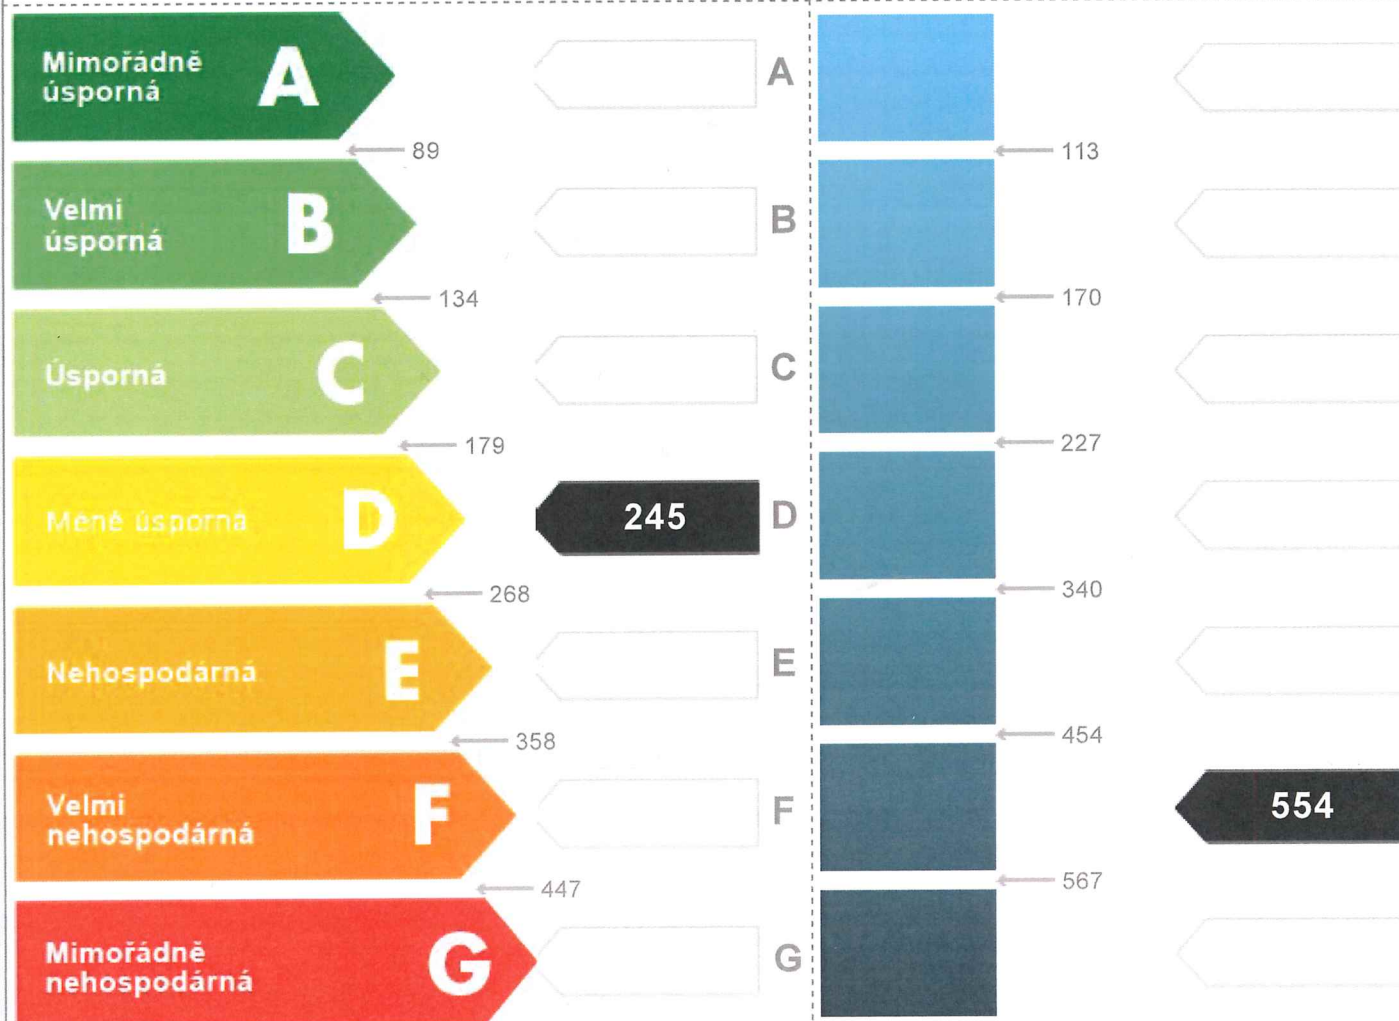 Mimořádně
úsporná
A
A
89
113
Velmi
úsporná
B
B
134
170
Úsporná
C
C
179
227
Méně úsporná
D
245
D
268
340
Nehospodárná
E
E
358
454
Velmi
nehospodárná
F
F
554
447
567
Mimořádně
nehospodárná
G
G